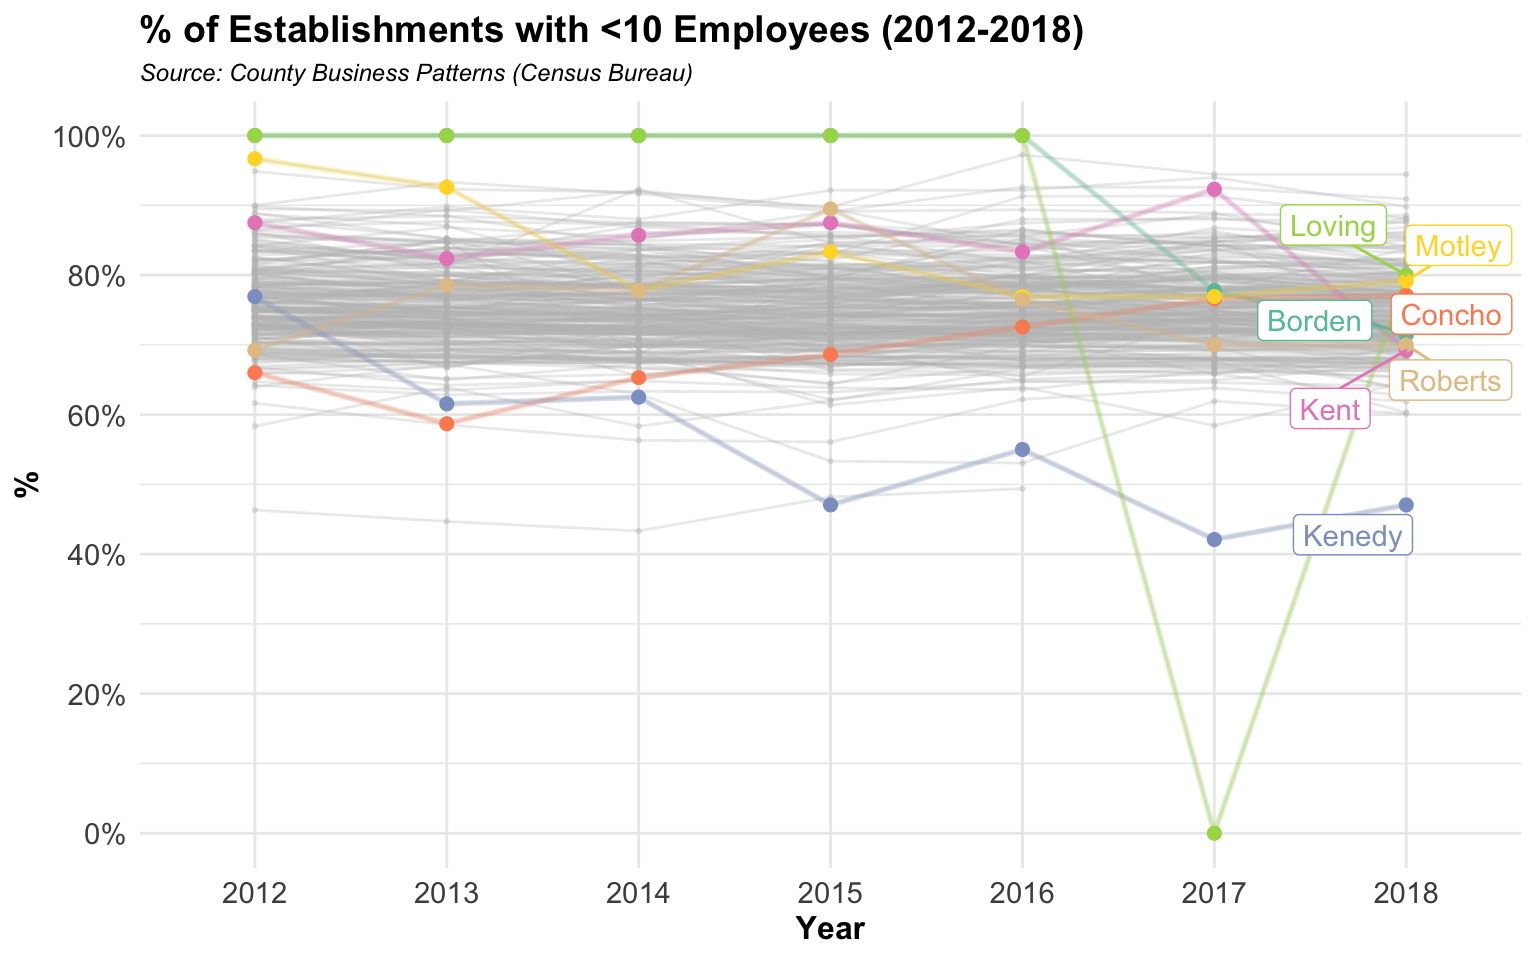 % of Establishments with <10 Employees (2012-2018)
Source: County Business Patterns (Census Bureau)
100%
80%
60%
40%
20%
0%
%
Loving
Motley
Borden
Concho
Roberts
Kent
Kenedy
2012 2013 2014 2015 2016 2017 2018
Year